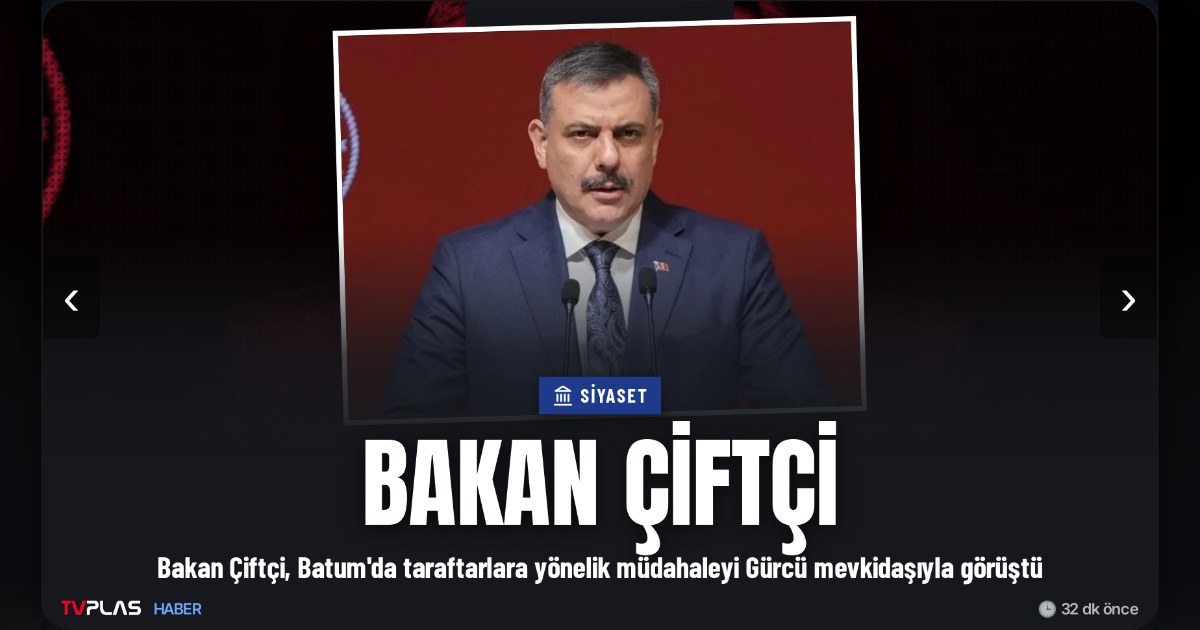 SİYASET
BAKAN ÇİFTÇİ
Bakan Çiftçi, Batum'da taraftarlara yönelik müdahaleyi Gürcü mevkidaşıyla görüştü
TVPLAS HABER
32 dk önce